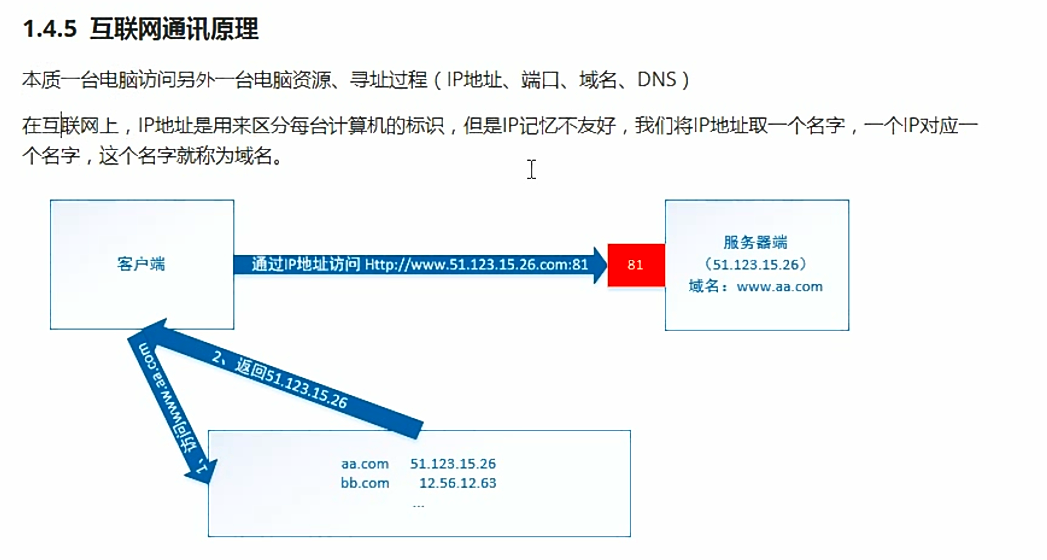 1.4.5 互联网通讯原理
本质一台电脑访问另外一台电脑资源、寻址过程（IP地址、端口、域名、DNS）
在互联网上，IP地址是用来区分每台计算机的标识，但是IP记忆不友好，我们将IP地址取一个名字，一个IP对应一
个名字，这个名字就称为域名。
客户端
通过IP地址访问 Http://www.51.123.15.26.com:81
81
服务器端
（51.123.15.26）
域名：www.aa.com
1、访问www.aa.com
2、返回51.123.15.26
aa.com 51.123.15.26
bb.com 12.56.12.63
...